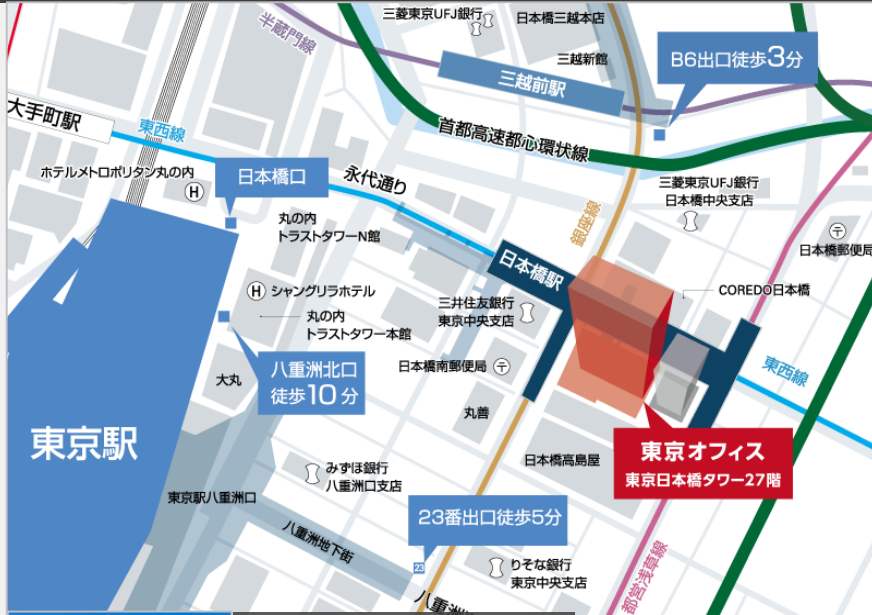 三菱東京UFJ銀行
日本橋三越本店
半蔵門線
三越新館
B6出口徒歩3分
三越前駅
大手町駅
東西線
首都高速都心環状線
ホテルメトロポリタン丸の内
H
日本橋口
永代通り
三菱東京UFJ銀行
日本橋中央支店
丸の内
トラストタワーN館
銀座線
〒
日本橋郵便局
日本橋駅
H シャングリラホテル
COREDO日本橋
三井住友銀行
東京中央支店
丸の内
トラストタワー本館
日本橋南郵便局 〒
八重洲北口
徒歩10分
大丸
東西線
丸善
東京駅
東京オフィス
東京日本橋タワー27階
日本橋高島屋
みずほ銀行
八重洲口支店
東京駅八重洲口
23番出口徒歩5分
八重洲地下街
23
りそな銀行
東京中央支店
都営浅草線
八重洲